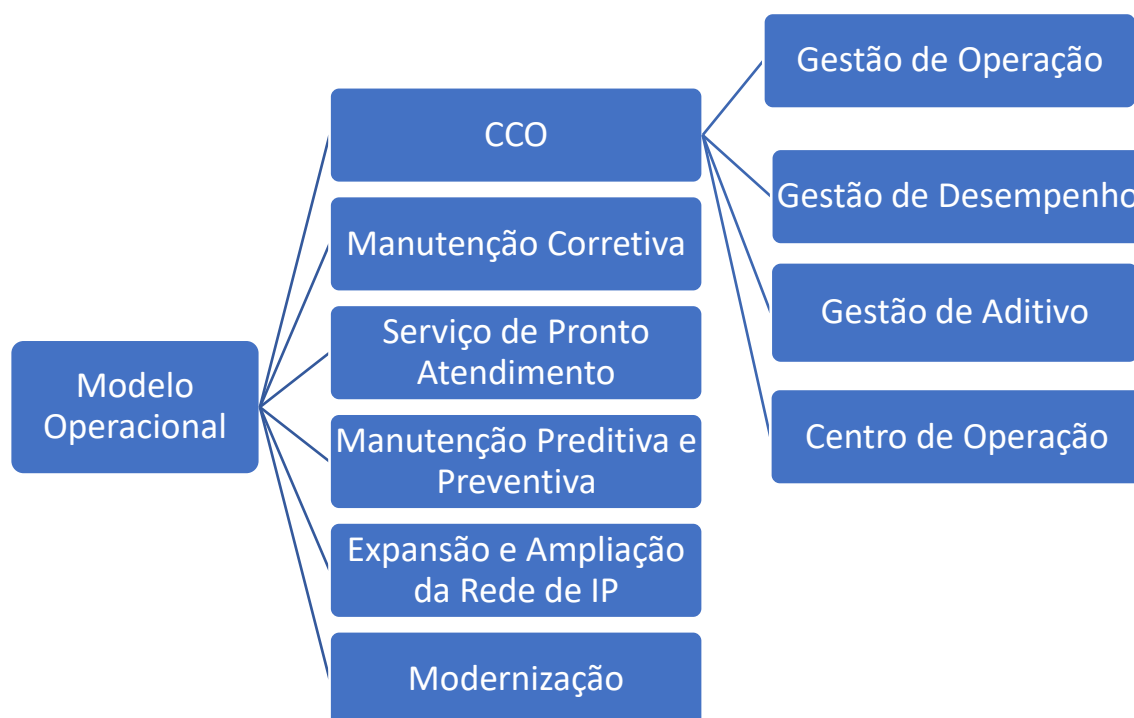 Modelo
Operacional
CCO
Manutenção Corretiva
Serviço de Pronto
Atendimento
Manutenção Preditiva e
Preventiva
Expansão e Ampliação
da Rede de IP
Modernização
Gestão de Operação
Gestão de Desempenho
Gestão de Aditivo
Centro de Operação